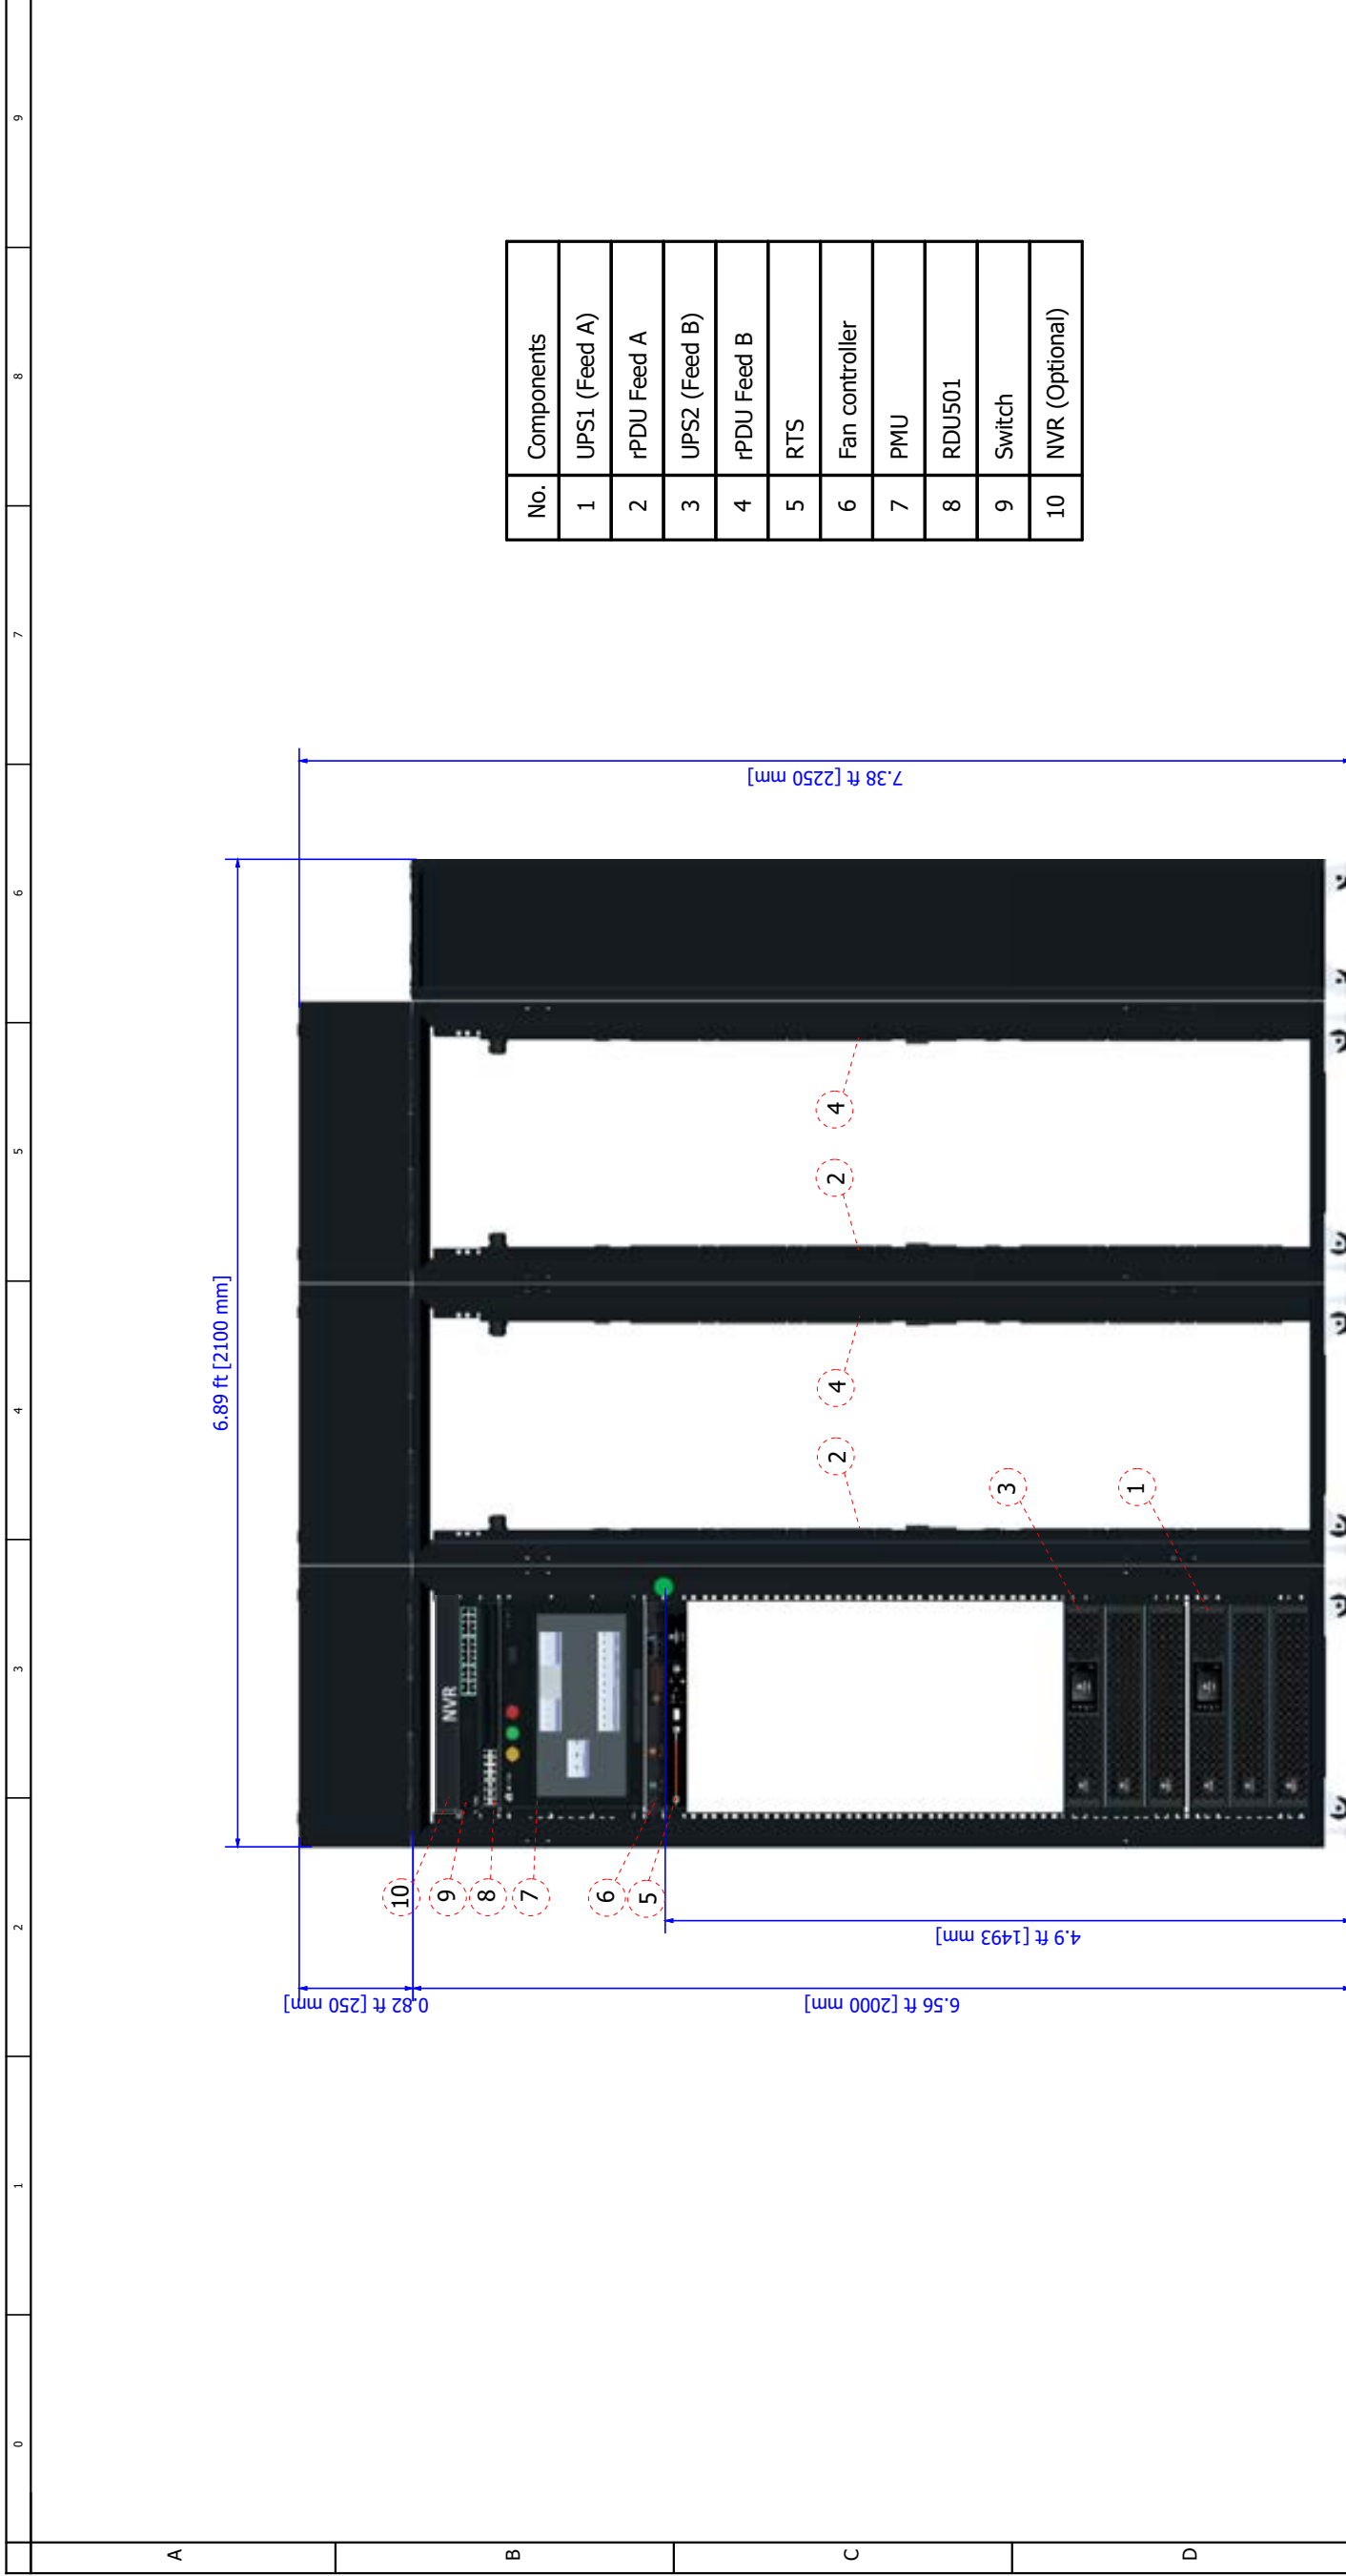 0
1
2
3
4
5
6
7
8
9
A
B
C
D
6.89 ft [2100 mm]
7.38 ft [2250 mm]
0.82 ft [250 mm]
6.56 ft [2000 mm]
4.9 ft [1493 mm]
10
9
8
7
6
5
NVR
2
4
2
4
3
1
No. Components
1 UPS1 (Feed A)
2 rPDU Feed A
3 UPS2 (Feed B)
4 rPDU Feed B
5 RTS
6 Fan controller
7 PMU
8 RDU501
9 Switch
10 NVR (Optional)